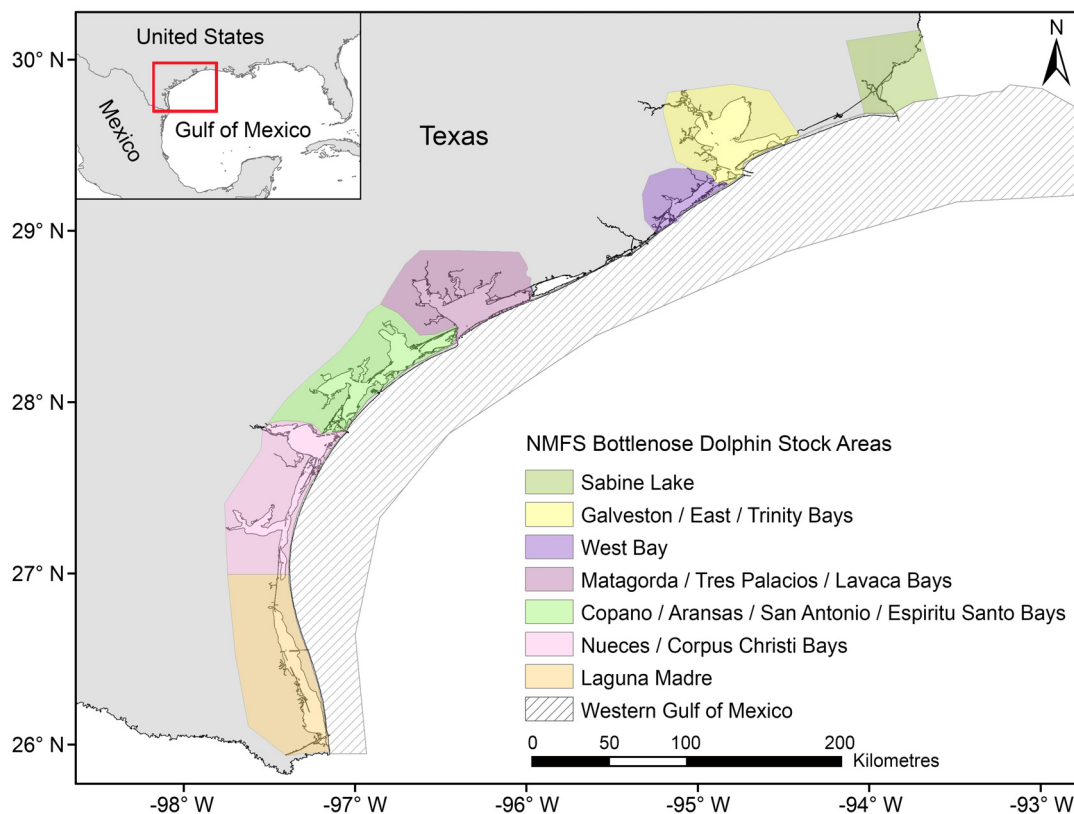 United States
Mexico
Gulf of Mexico
N
Texas
30° N
29° N
28° N
27° N
26° N
NMFS Bottlenose Dolphin Stock Areas
Sabine Lake
Galveston / East / Trinity Bays
West Bay
Matagorda / Tres Palacios / Lavaca Bays
Copano / Aransas / San Antonio / Espiritu Santo Bays
Nueces / Corpus Christi Bays
Laguna Madre
Western Gulf of Mexico
0 50 100 200
Kilometres
-98° W -97° W -96° W -95° W -94° W -93° W